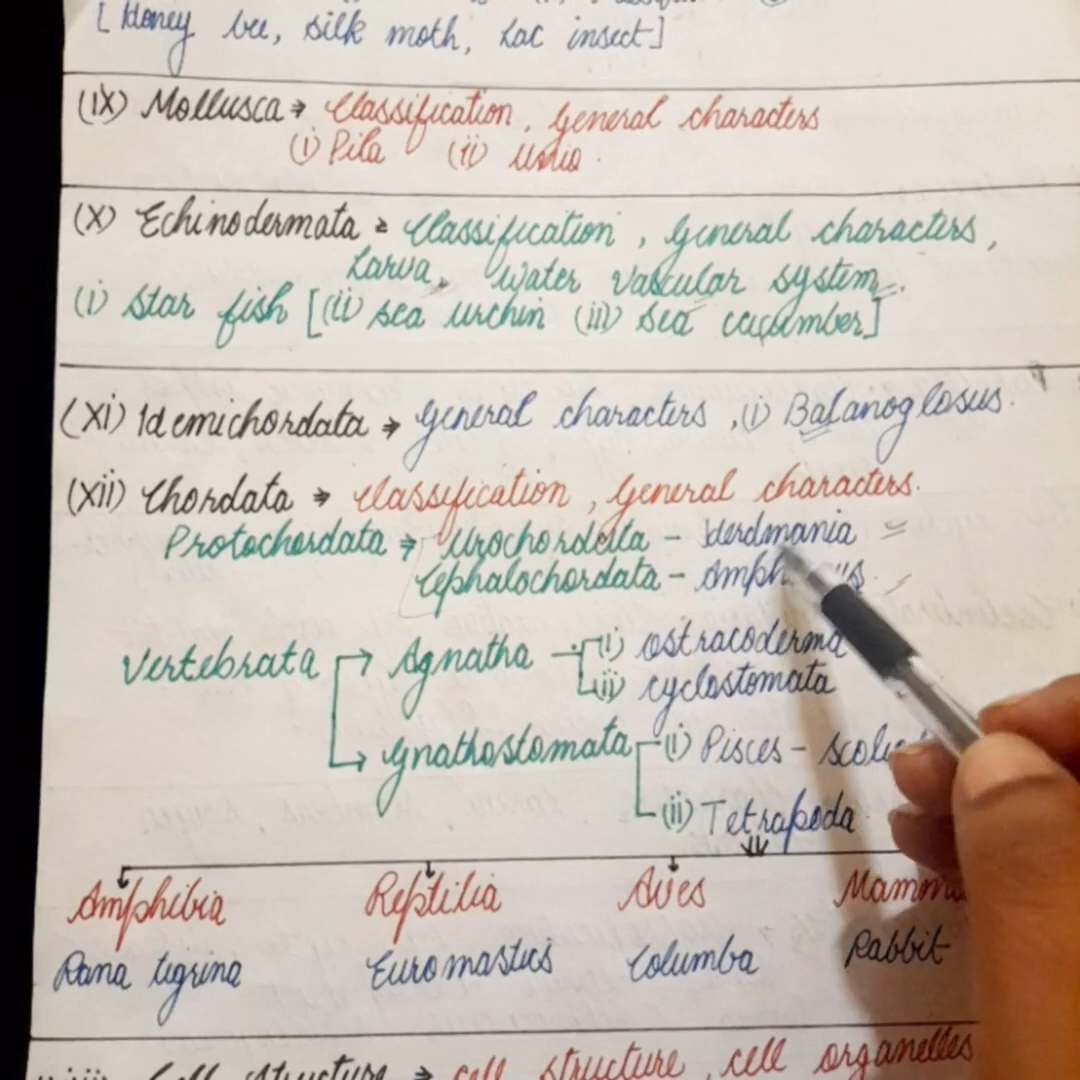 [Honey bee, silk moth, Lac insect]
(ix) Mollusca → Classification, General characters
(i) Pila (ii) Unio.
(x) Echinodermata → Classification, General characters,
Larva, Water vascular system.
(i) Star fish [(ii) sea urchin (iii) sea cucumber]
(xi) Hemichordata → General characters, (i) Balanoglosus.
(xii) Chordata → Classification, General characters.
Protochordata → Urochordata - Herdmania
Cephalochordata -
Vertebrata → Agnatha (i) ostracoderma
(ii) cyclostomata
→ Gnathostomata (i) Pisces -
(ii) Tetrapoda
Amphibia Reptilia Aves
Rana tigrina Euromastics Columba Rabbit
Cell structure → cell structure, cell organelles